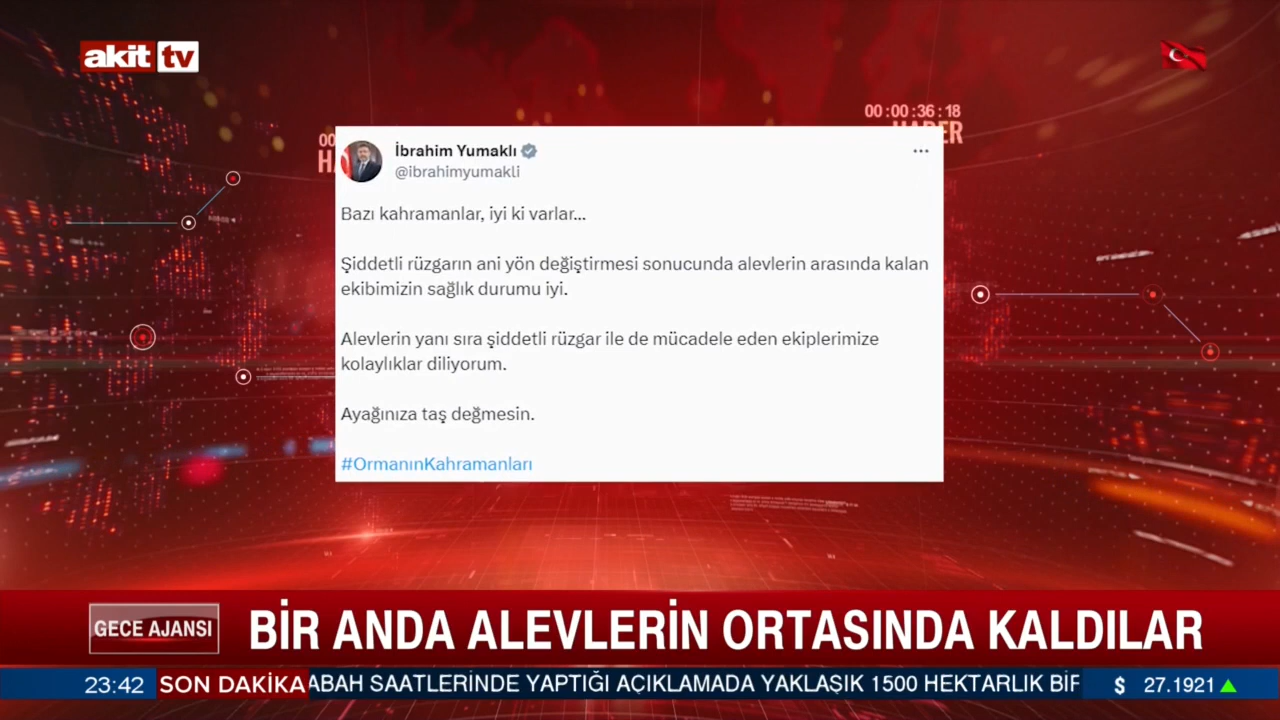 akit tv
00:00:36:18
HABER
İbrahim Yumaklı
@ibrahimyumakli
Bazı kahramanlar, iyi ki varlar...
Şiddetli rüzgarın ani yön değiştirmesi sonucunda alevlerin arasında kalan
ekibimizin sağlık durumu iyi.
Alevlerin yanı sıra şiddetli rüzgar ile de mücadele eden ekiplerimize
kolaylıklar diliyorum.
Ayağınıza taş değmesin.
#OrmanınKahramanları
GECE AJANSI
BİR ANDA ALEVLERİN ORTASINDA KALDILAR
23:42 SON DAKİKA ABAH SAATLERİNDE YAPTIĞI AÇIKLAMADA YAKLAŞIK 1500 HEKTARLIK BİR $ 27.1921